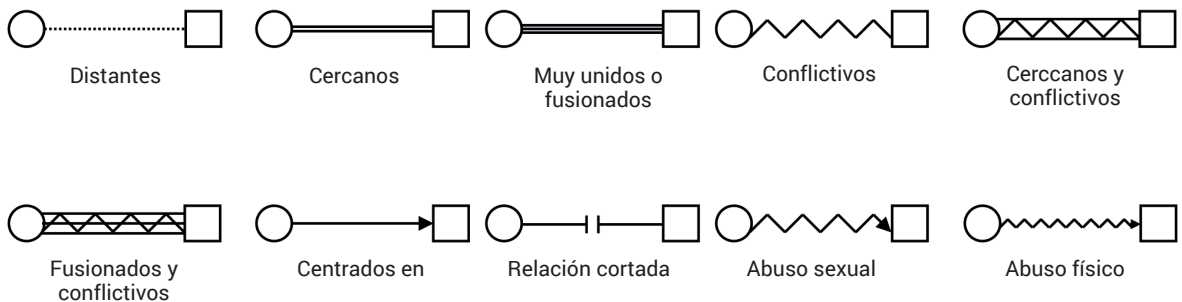 Distantes
Cercanos
Muy unidos o
fusionados
Conflictivos
Cerccanos y
conflictivos
Fusionados y
conflictivos
Centrados en
Relación cortada
Abuso sexual
Abuso físico